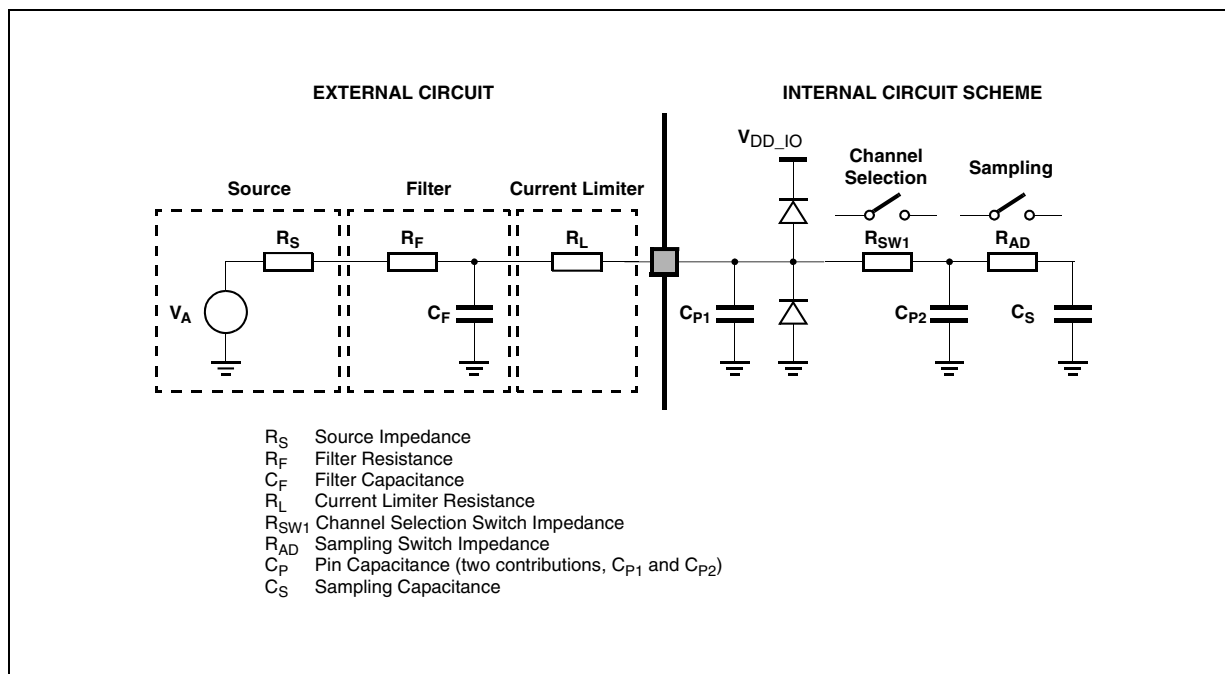 EXTERNAL CIRCUIT
INTERNAL CIRCUIT SCHEME
VDD_IO
Channel
Selection
Sampling
Source
Filter
Current Limiter
RS
RF
RL
RSW1
RAD
VA
CF
CP1
CP2
CS
RS Source Impedance
RF Filter Resistance
CF Filter Capacitance
RL Current Limiter Resistance
RSW1 Channel Selection Switch Impedance
RAD Sampling Switch Impedance
CP Pin Capacitance (two contributions, CP1 and CP2)
CS Sampling Capacitance